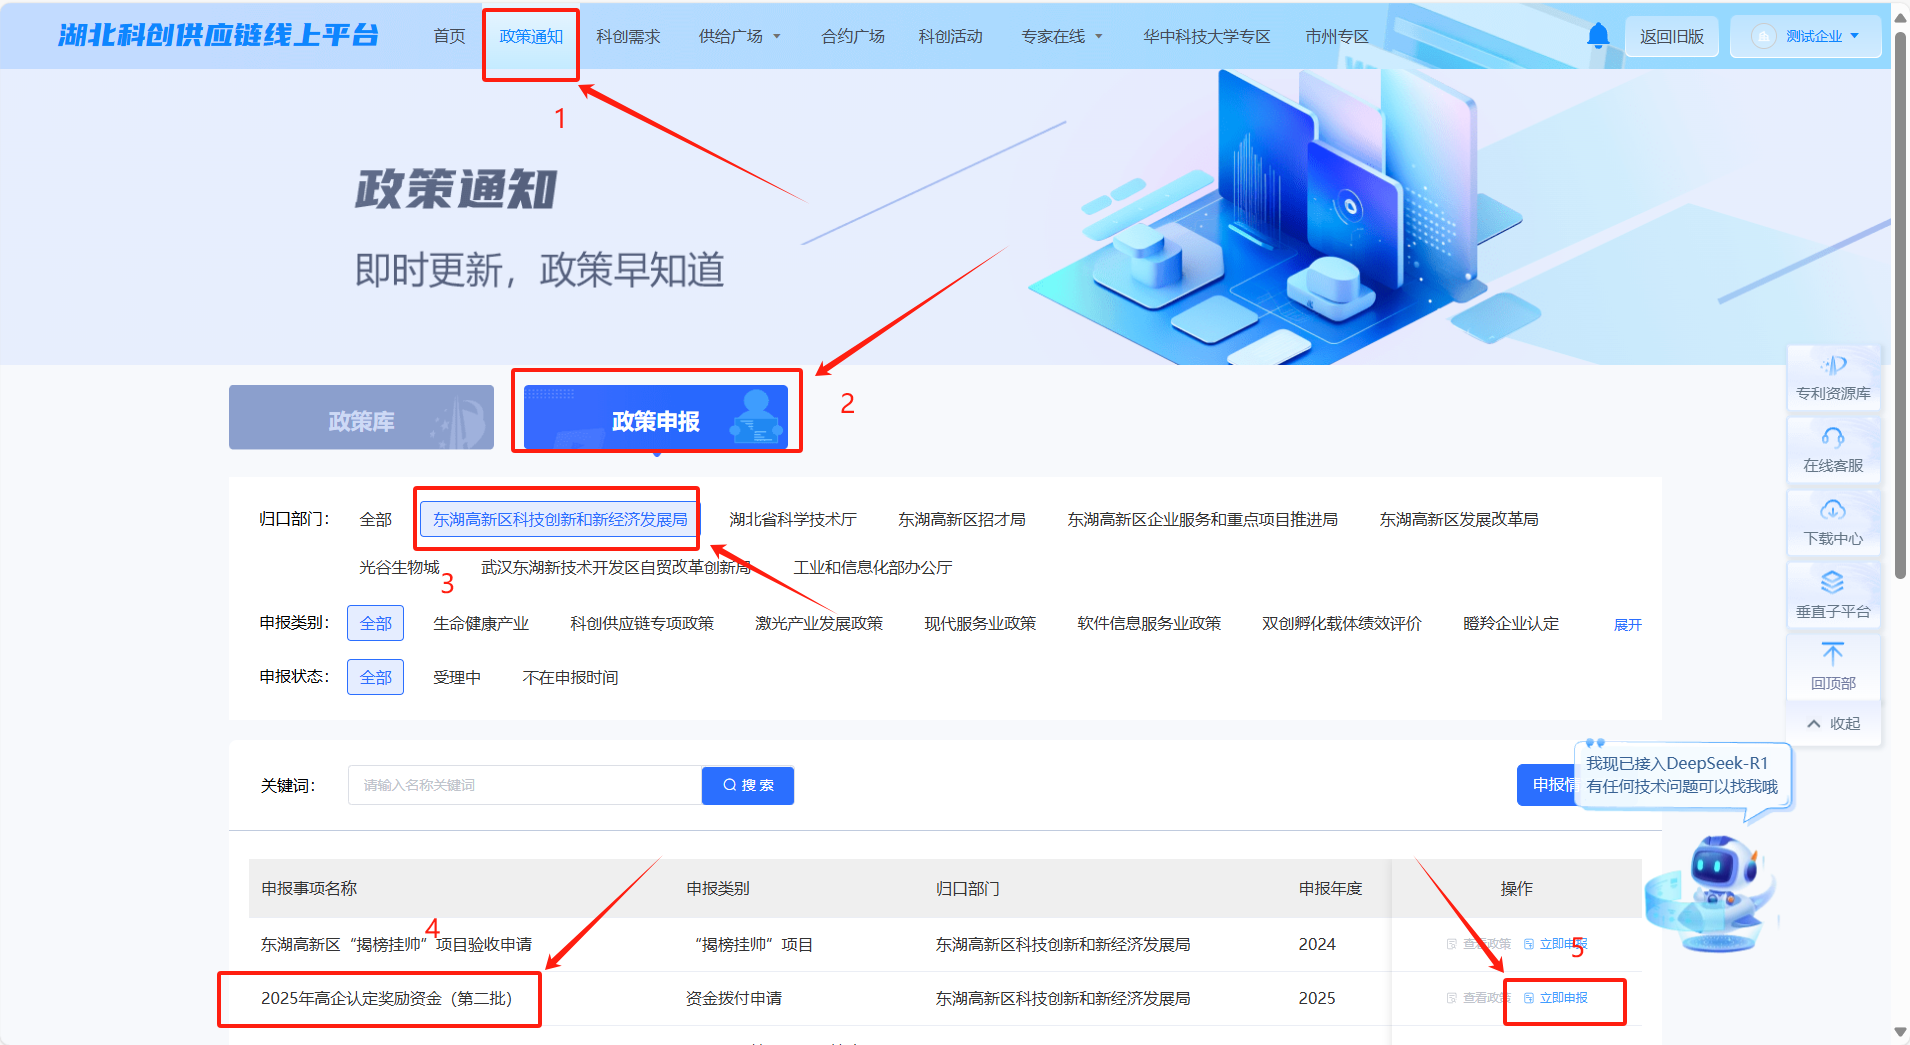 湖北科创供应链线上平台 首页 政策通知 科创需求 供给广场 合约广场 科创活动 专家在线 华中科技大学专区 市州专区 返回旧版 测试企业
1
政策通知
即时更新，政策早知道
2
政策库 政策申报
专利资源库
在线客服
下载中心
垂直子平台
回顶部
收起
归口部门： 全部 东湖高新区科技创新和新经济发展局 湖北省科学技术厅 东湖高新区招才局 东湖高新区企业服务和重点项目推进局 东湖高新区发展改革局
光谷生物城 武汉东湖新技术开发区自贸改革创新局 工业和信息化部办公厅
3
申报类别： 全部 生命健康产业 科创供应链专项政策 激光产业发展政策 现代服务业政策 软件信息服务业政策 双创孵化载体绩效评价 瞪羚企业认定 展开
申报状态： 全部 受理中 不在申报时间
关键词： 请输入名称关键词 搜索 申报情
我现已接入DeepSeek-R1
有任何技术问题可以找我哦
申报事项名称 申报类别 归口部门 申报年度 操作
4
5
东湖高新区“揭榜挂帅”项目验收申请 “揭榜挂帅”项目 东湖高新区科技创新和新经济发展局 2024 查看政策 立即申报
2025年高企认定奖励资金（第二批） 资金拨付申请 东湖高新区科技创新和新经济发展局 2025 查看政策 立即申报